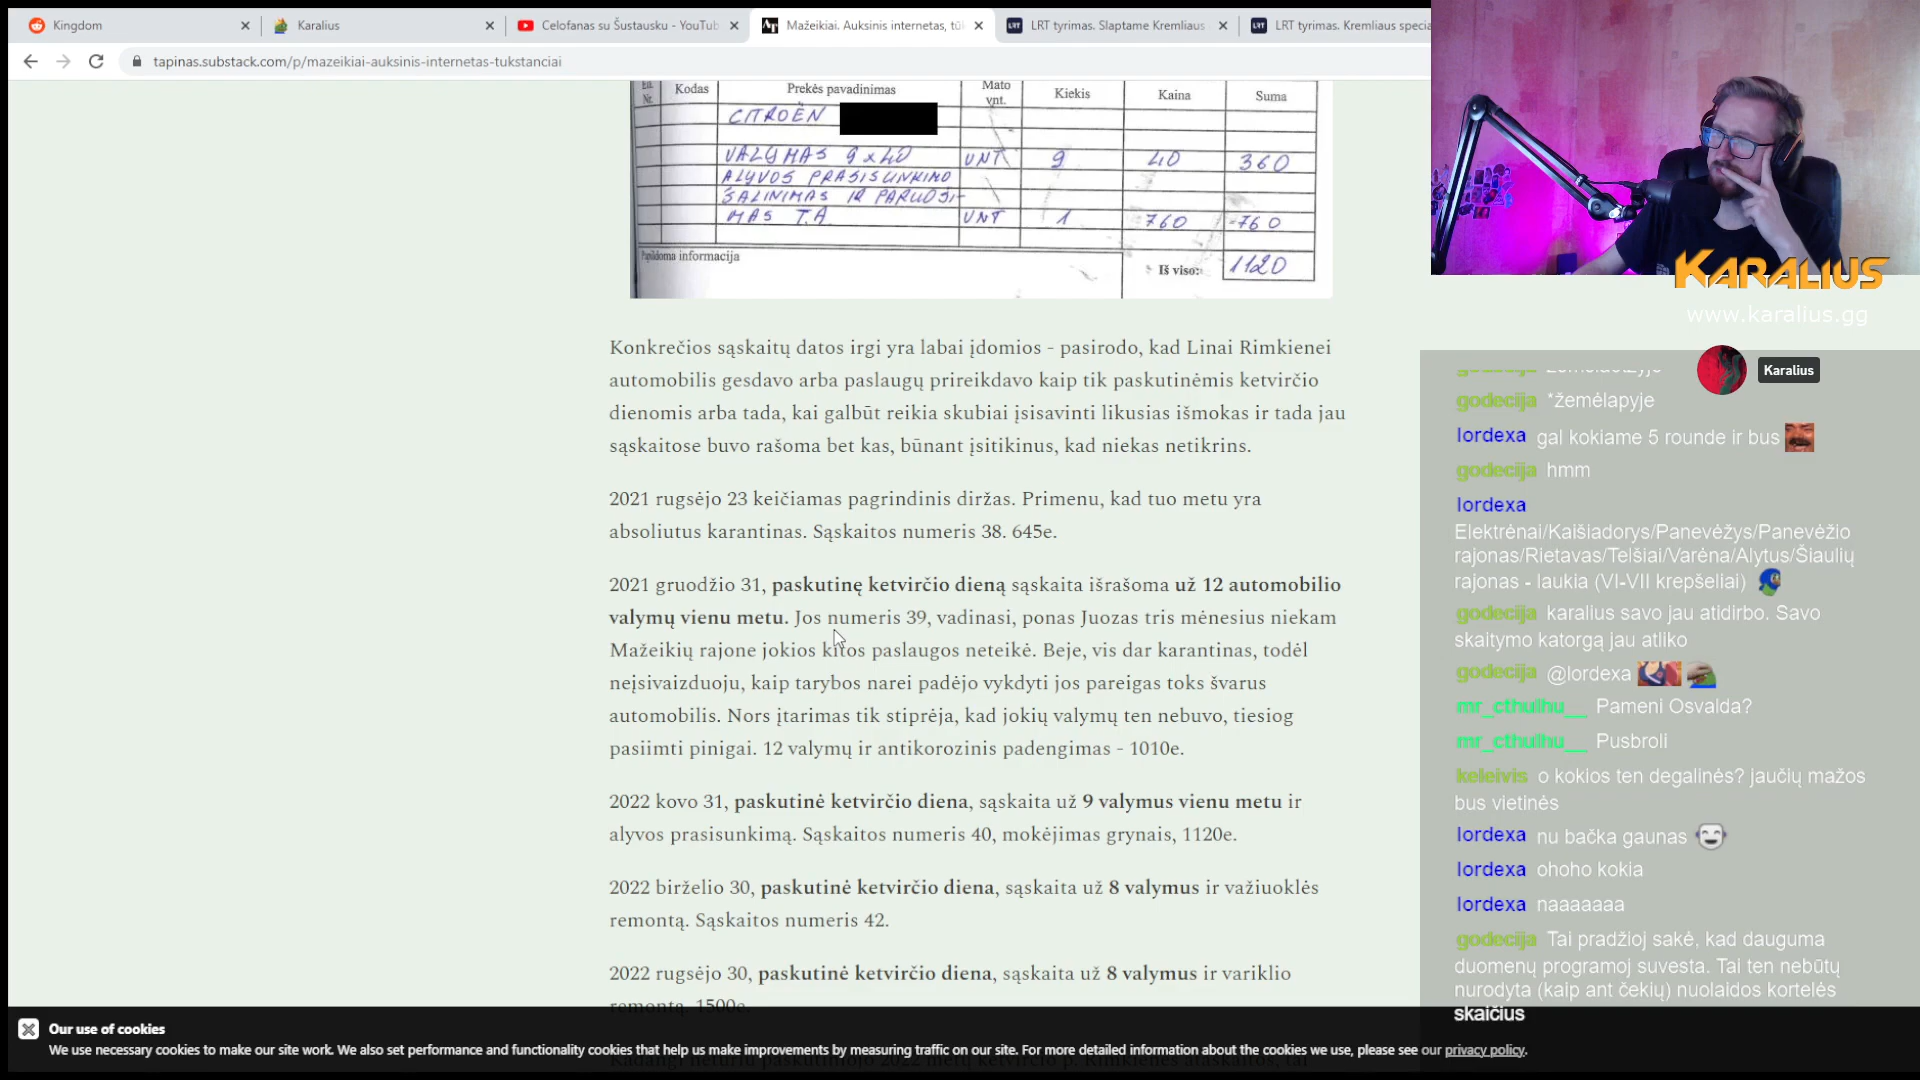 Kingdom
Karalius
Celofanas su Šustausku - YouTub
Mažeikiai. Auksinis internetas, tūk
LRT tyrimas. Slaptame Kremliaus
LRT tyrimas. Kremliaus specia
tapinas.substack.com/p/mazeikiai-auksinis-internetas-tukstanciai
Eil. Nr.
Kodas
Prekės pavadinimas
Mato vnt.
Kiekis
Kaina
Suma
CITROËN
VALYMAS 9 x 40 VNT 9 40 360
ALYVOS PRASISUNKIMO
ŠALINIMAS IR PARUOŠI-
MAS T.A. VNT 1 760 760
Papildoma informacija
Iš viso: 1120
Konkrečios sąskaitų datos irgi yra labai įdomios - pasirodo, kad Linai Rimkienei
automobilis gesdavo arba paslaugų prireikdavo kaip tik paskutinėmis ketvirčio
dienomis arba tada, kai galbūt reikia skubiai įsisavinti likusias išmokas ir tada jau
sąskaitose buvo rašoma bet kas, būnant įsitikinus, kad niekas netikrins.
2021 rugsėjo 23 keičiamas pagrindinis diržas. Primenu, kad tuo metu yra
absoliutus karantinas. Sąskaitos numeris 38. 645e.
2021 gruodžio 31, paskutinę ketvirčio dieną sąskaita išrašoma už 12 automobilio
valymų vienu metu. Jos numeris 39, vadinasi, ponas Juozas tris mėnesius niekam
Mažeikių rajone jokios kitos paslaugos neteikė. Beje, vis dar karantinas, todėl
neįsivaizduoju, kaip tarybos narei padėjo vykdyti jos pareigas toks švarus
automobilis. Nors įtarimas tik stiprėja, kad jokių valymų ten nebuvo, tiesiog
pasiimti pinigai. 12 valymų ir antikorozinis padengimas - 1010e.
2022 kovo 31, paskutinė ketvirčio diena, sąskaita už 9 valymus vienu metu ir
alyvos prasisunkimą. Sąskaitos numeris 40, mokėjimas grynais, 1120e.
2022 birželio 30, paskutinė ketvirčio diena, sąskaita už 8 valymus ir važiuoklės
remontą. Sąskaitos numeris 42.
2022 rugsėjo 30, paskutinė ketvirčio diena, sąskaita už 8 valymus ir variklio
remontą. 1500e.
Our use of cookies
We use necessary cookies to make our site work. We also set performance and functionality cookies that help us make improvements by measuring traffic on our site. For more detailed information about the cookies we use, please see our privacy policy.
KARALIUS
www.karalius.gg
Karalius
godecija *žemėlapyje
lordexa gal kokiame 5 rounde ir bus
godecija hmm
lordexa
Elektrėnai/Kaišiadorys/Panevėžys/Panevėžio
rajonas/Rietavas/Telšiai/Varėna/Alytus/Šiaulių
rajonas - laukia (VI-VII krepšeliai)
godecija karalius savo jau atidirbo. Savo
skaitymo katorgą jau atliko
godecija @lordexa
mr_cthulhu__ Pameni Osvalda?
mr_cthulhu__ Pusbroli
keleivis o kokios ten degalinės? jaučių mažos
bus vietinės
lordexa nu bačka gaunas
lordexa ohoho kokia
lordexa naaaaaaa
godecija Tai pradžioj sakė, kad dauguma
duomenų programoj suvesta. Tai ten nebūtų
nurodyta (kaip ant čekių) nuolaidos kortelės
skaičius